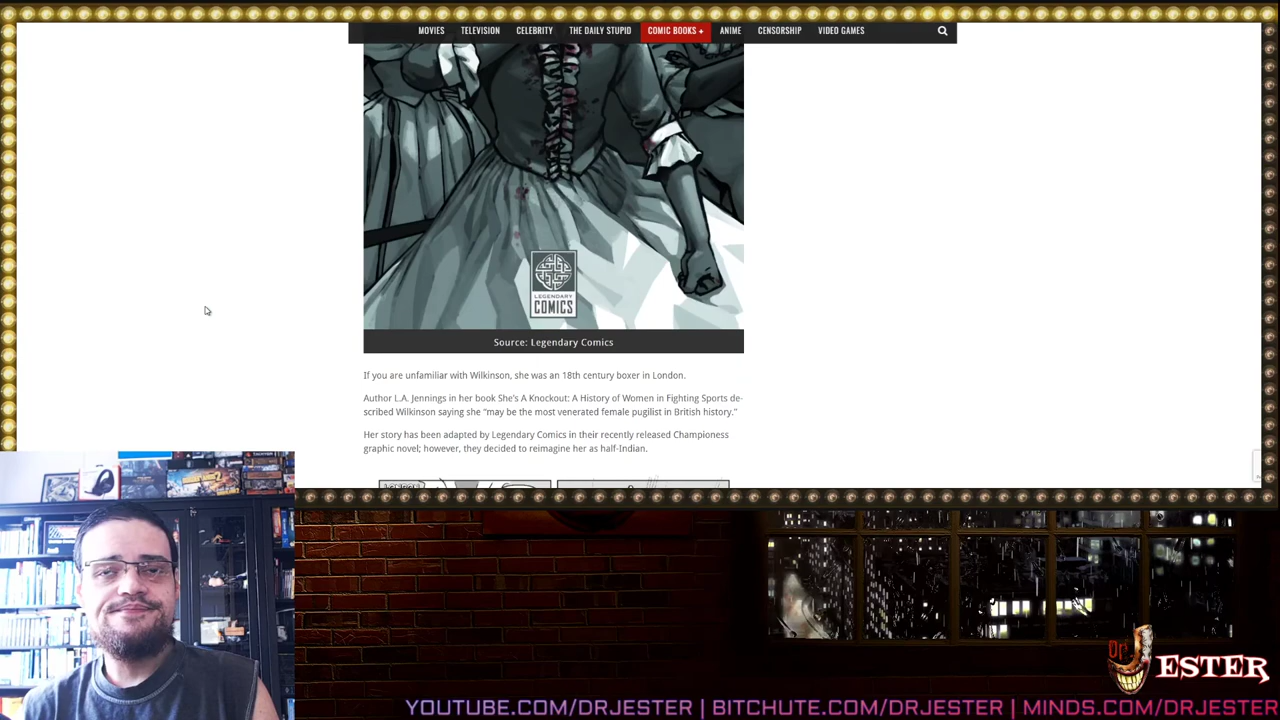 MOVIES TELEVISION CELEBRITY THE DAILY STUPID COMIC BOOKS + ANIME CENSORSHIP VIDEO GAMES
LEGENDARY
COMICS
Source: Legendary Comics
If you are unfamiliar with Wilkinson, she was an 18th century boxer in London.
Author L.A. Jennings in her book She's A Knockout: A History of Women in Fighting Sports de-
scribed Wilkinson saying she “may be the most venerated female pugilist in British history.”
Her story has been adapted by Legendary Comics in their recently released Championess
graphic novel; however, they decided to reimagine her as half-Indian.
Dr.
JESTER
YOUTUBE.COM/DRJESTER | BITCHUTE.COM/DRJESTER | MINDS.COM/DRJESTER